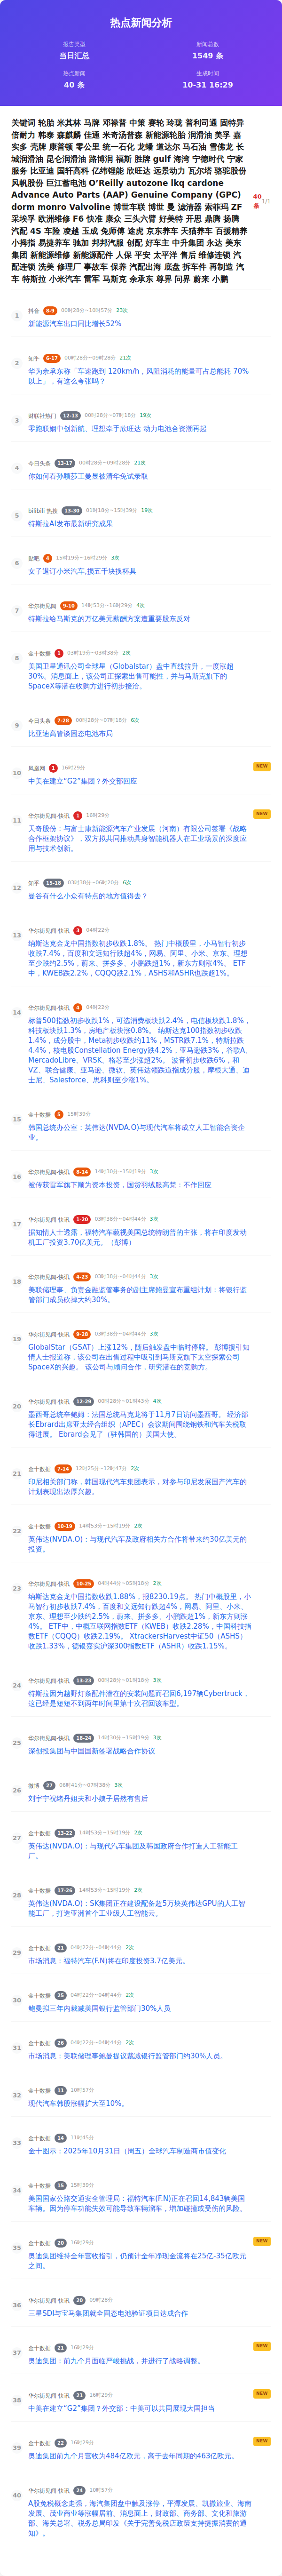 热点新闻分析
报告类型
当日汇总
新闻总数
1549 条
热点新闻
40 条
生成时间
10-31 16:29
关键词 轮胎 米其林 马牌 邓禄普 中策 赛轮 玲珑 普利司通 固特异
倍耐力 韩泰 森麒麟 佳通 米奇汤普森 新能源轮胎 润滑油 美孚 嘉
实多 壳牌 康普顿 零公里 统一石化 龙蟠 道达尔 马石油 雪佛龙 长
城润滑油 昆仑润滑油 路博润 福斯 胜牌 gulf 海湾 宁德时代 宁家
服务 比亚迪 国轩高科 亿纬锂能 欣旺达 远景动力 瓦尔塔 骆驼股份
风帆股份 巨江蓄电池 O'Reilly autozone lkq cardone
Advance Auto Parts (AAP) Genuine Company (GPC)
dorm monro Valvoline 博世车联 博世 曼 滤清器 索菲玛 ZF
采埃孚 欧洲维修 F6 快准 康众 三头六臂 好美特 开思 鼎腾 扬腾
汽配 4S 车险 凌越 玉成 兔师傅 途虎 京东养车 天猫养车 百援精养
小拇指 易捷养车 驰加 邦邦汽服 创配 好车主 中升集团 永达 美东
集团 新能源维修 新能源配件 人保 平安 太平洋 售后 维修连锁 汽
配连锁 洗美 修理厂 事故车 保养 汽配出海 底盘 拆车件 再制造 汽
车 特斯拉 小米汽车 雷军 马斯克 余承东 尊界 问界 蔚来 小鹏
40
条
1/1
1
抖音 8-9 00时28分~10时57分 23次
新能源汽车出口同比增长52%
2
知乎 6-17 00时28分~09时28分 21次
华为余承东称「车速跑到 120km/h，风阻消耗的能量可占总能耗 70%
以上」，有这么夸张吗？
3
财联社热门 12-13 00时28分~07时18分 19次
零跑联姻中创新航、理想牵手欣旺达 动力电池合资潮再起
4
今日头条 13-17 00时28分~09时28分 21次
你如何看孙颖莎王曼昱被清华免试录取
5
bilibili 热搜 13-30 01时18分~15时39分 19次
特斯拉AI发布最新研究成果
6
贴吧 4 15时19分~16时29分 3次
女子退订小米汽车,损五千块换杯具
7
华尔街见闻 9-10 14时53分~16时29分 4次
特斯拉给马斯克的万亿美元薪酬方案遭重要股东反对
8
金十数据 1 03时19分~03时38分 2次
美国卫星通讯公司全球星（Globalstar）盘中直线拉升，一度涨超
30%。消息面上，该公司正探索出售可能性，并与马斯克旗下的
SpaceX等潜在收购方进行初步接洽。
9
今日头条 7-20 00时28分~07时18分 6次
比亚迪高管谈固态电池布局
10
凤凰网 1 16时29分
NEW
中美在建立“G2”集团？外交部回应
11
华尔街见闻-快讯 1 16时29分
NEW
天奇股份：与富士康新能源汽车产业发展（河南）有限公司签署《战略
合作框架协议》，双方拟共同推动具身智能机器人在工业场景的深度应
用与技术创新。
12
知乎 15-18 03时38分~06时20分 6次
曼谷有什么小众有特点的地方值得去？
13
华尔街见闻-快讯 3 04时22分
纳斯达克金龙中国指数初步收跌1.8%。 热门中概股里，小马智行初步
收跌7.4%，百度和文远知行跌超4%，网易、阿里、小米、京东、理想
至少跌约2.5%，蔚来、拼多多、小鹏跌超1%，新东方则涨4%。 ETF
中，KWEB跌2.2%，CQQQ跌2.1%，ASHS和ASHR也跌超1%。
14
华尔街见闻-快讯 4 04时22分
标普500指数初步收跌1%，可选消费板块跌2.4%，电信板块跌1.8%，
科技板块跌1.3%，房地产板块涨0.8%。 纳斯达克100指数初步收跌
1.4%，成分股中，Meta初步收跌约11%，MSTR跌7.1%，特斯拉跌
4.4%，核电股Constellation Energy跌4.2%，亚马逊跌3%，谷歌A、
MercadoLibre、VRSK、格芯至少涨超2%。 波音初步收跌6%，和
VZ、联合健康、亚马逊、微软、英伟达领跌道指成分股，摩根大通、迪
士尼、Salesforce、思科则至少涨1%。
15
金十数据 5 15时39分
韩国总统办公室：英伟达(NVDA.O)与现代汽车将成立人工智能合资企
业。
16
华尔街见闻-快讯 8-14 14时30分~15时19分 3次
被传获雷军旗下顺为资本投资，国货羽绒服高梵：不作回应
17
华尔街见闻-快讯 1-20 03时38分~04时44分 3次
据知情人士透露，福特汽车藐视美国总统特朗普的主张，将在印度发动
机工厂投资3.70亿美元。（彭博）
18
华尔街见闻-快讯 4-23 03时38分~04时44分 3次
美联储理事、负责金融监管事务的副主席鲍曼宣布重组计划：将银行监
管部门成员砍掉大约30%。
19
华尔街见闻-快讯 9-28 03时38分~04时44分 3次
GlobalStar（GSAT）上涨12%，随后触发盘中临时停牌。 彭博援引知
情人士报道称，该公司在出售过程中吸引到马斯克旗下太空探索公司
SpaceX的兴趣。 该公司与顾问合作，研究潜在的竞购方。
20
华尔街见闻-快讯 12-29 00时28分~01时43分 4次
墨西哥总统辛鲍姆：法国总统马克龙将于11月7日访问墨西哥。 经济部
长Ebrard出席亚太经合组织（APEC）会议期间围绕钢铁和汽车关税取
得进展。 Ebrard会见了（驻韩国的）美国大使。
21
金十数据 7-14 12时25分~12时47分 2次
印尼相关部门称，韩国现代汽车集团表示，对参与印尼发展国产汽车的
计划表现出浓厚兴趣。
22
金十数据 10-19 14时53分~15时19分 2次
英伟达(NVDA.O)：与现代汽车及政府相关方合作将带来约30亿美元的
投资。
23
华尔街见闻-快讯 10-25 04时44分~05时18分 2次
纳斯达克金龙中国指数收跌1.88%，报8230.19点。 热门中概股里，小
马智行初步收跌7.4%，百度和文远知行跌超4%，网易、阿里、小米、
京东、理想至少跌约2.5%，蔚来、拼多多、小鹏跌超1%，新东方则涨
4%。 ETF中，中概互联网指数ETF（KWEB）收跌2.28%，中国科技指
数ETF（CQQQ）收跌2.19%。 XtrackersHarvest中证50（ASHS）
收跌1.33%，德银嘉实沪深300指数ETF（ASHR）收跌1.15%。
24
华尔街见闻-快讯 13-23 00时28分~01时18分 3次
特斯拉因为越野灯条配件潜在的安装问题而召回6,197辆Cybertruck，
这已经是短短不到两年时间里第十次召回该车型。
25
华尔街见闻-快讯 18-24 14时30分~15时19分 3次
深创投集团与中国国新签署战略合作协议
26
微博 27 06时41分~07时38分 3次
刘宇宁祝绪丹姐夫和小姨子居然有售后
27
金十数据 13-22 14时53分~15时19分 2次
英伟达(NVDA.O)：与现代汽车集团及韩国政府合作打造人工智能工
厂。
28
金十数据 17-26 14时53分~15时19分 2次
英伟达(NVDA.O)：SK集团正在建设配备超5万块英伟达GPU的人工智
能工厂，打造亚洲首个工业级人工智能云。
29
金十数据 21 04时22分~04时44分 2次
市场消息：福特汽车(F.N)将在印度投资3.7亿美元。
30
金十数据 25 04时22分~04时44分 2次
鲍曼拟三年内裁减美国银行监管部门30%人员
31
金十数据 26 04时22分~04时44分 2次
市场消息：美联储理事鲍曼提议裁减银行监管部门约30%人员。
32
金十数据 11 10时57分
现代汽车韩股涨幅扩大至10%。
33
金十数据 14 11时45分
金十图示：2025年10月31日（周五）全球汽车制造商市值变化
34
金十数据 15 15时39分
美国国家公路交通安全管理局：福特汽车(F.N)正在召回14,843辆美国
车辆。因为停车功能失效可能导致车辆溜车，增加碰撞或受伤的风险。
35
金十数据 20 16时29分
NEW
奥迪集团维持全年营收指引，仍预计全年净现金流将在25亿-35亿欧元
之间。
36
华尔街见闻-快讯 20 09时28分
三星SDI与宝马集团就全固态电池验证项目达成合作
37
金十数据 21 16时29分
NEW
奥迪集团：前九个月面临严峻挑战，并进行了战略调整。
38
华尔街见闻-快讯 21 16时29分
NEW
中美在建立“G2”集团？外交部：中美可以共同展现大国担当
39
金十数据 22 16时29分
NEW
奥迪集团前九个月营收为484亿欧元，高于去年同期的463亿欧元。
40
华尔街见闻-快讯 24 10时57分
A股免税概念走强，海汽集团盘中触及涨停，平潭发展、凯撒旅业、海南
发展、茂业商业等涨幅居前。消息面上，财政部、商务部、文化和旅游
部、海关总署、税务总局印发《关于完善免税店政策支持提振消费的通
知》。